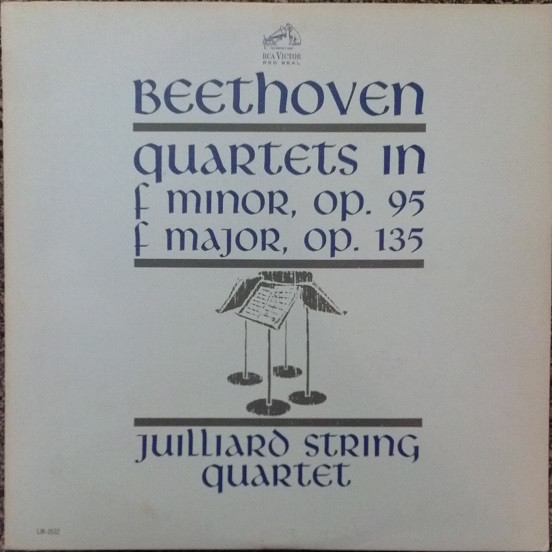 RCA VICTOR
RED SEAL
Beethoven
quartets in
f minor, op. 95
f major, op. 135
Juilliard string
quartet